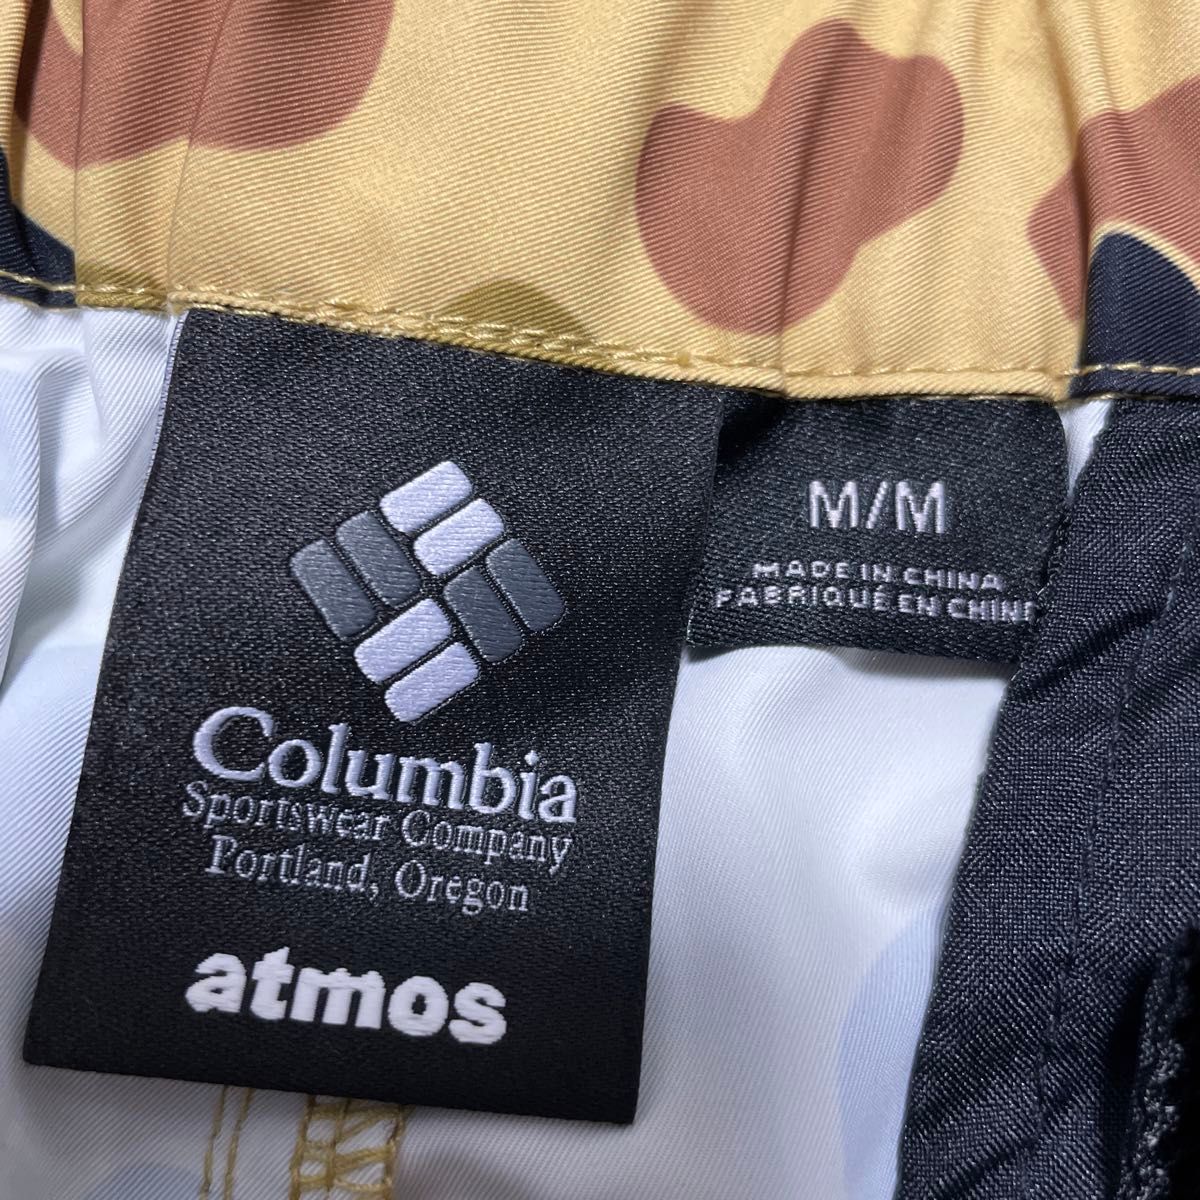 Columbia
Sportswear Company
Portland, Oregon
atmos
M/M
MADE IN CHINA
FABRIQUÉ EN CHINE